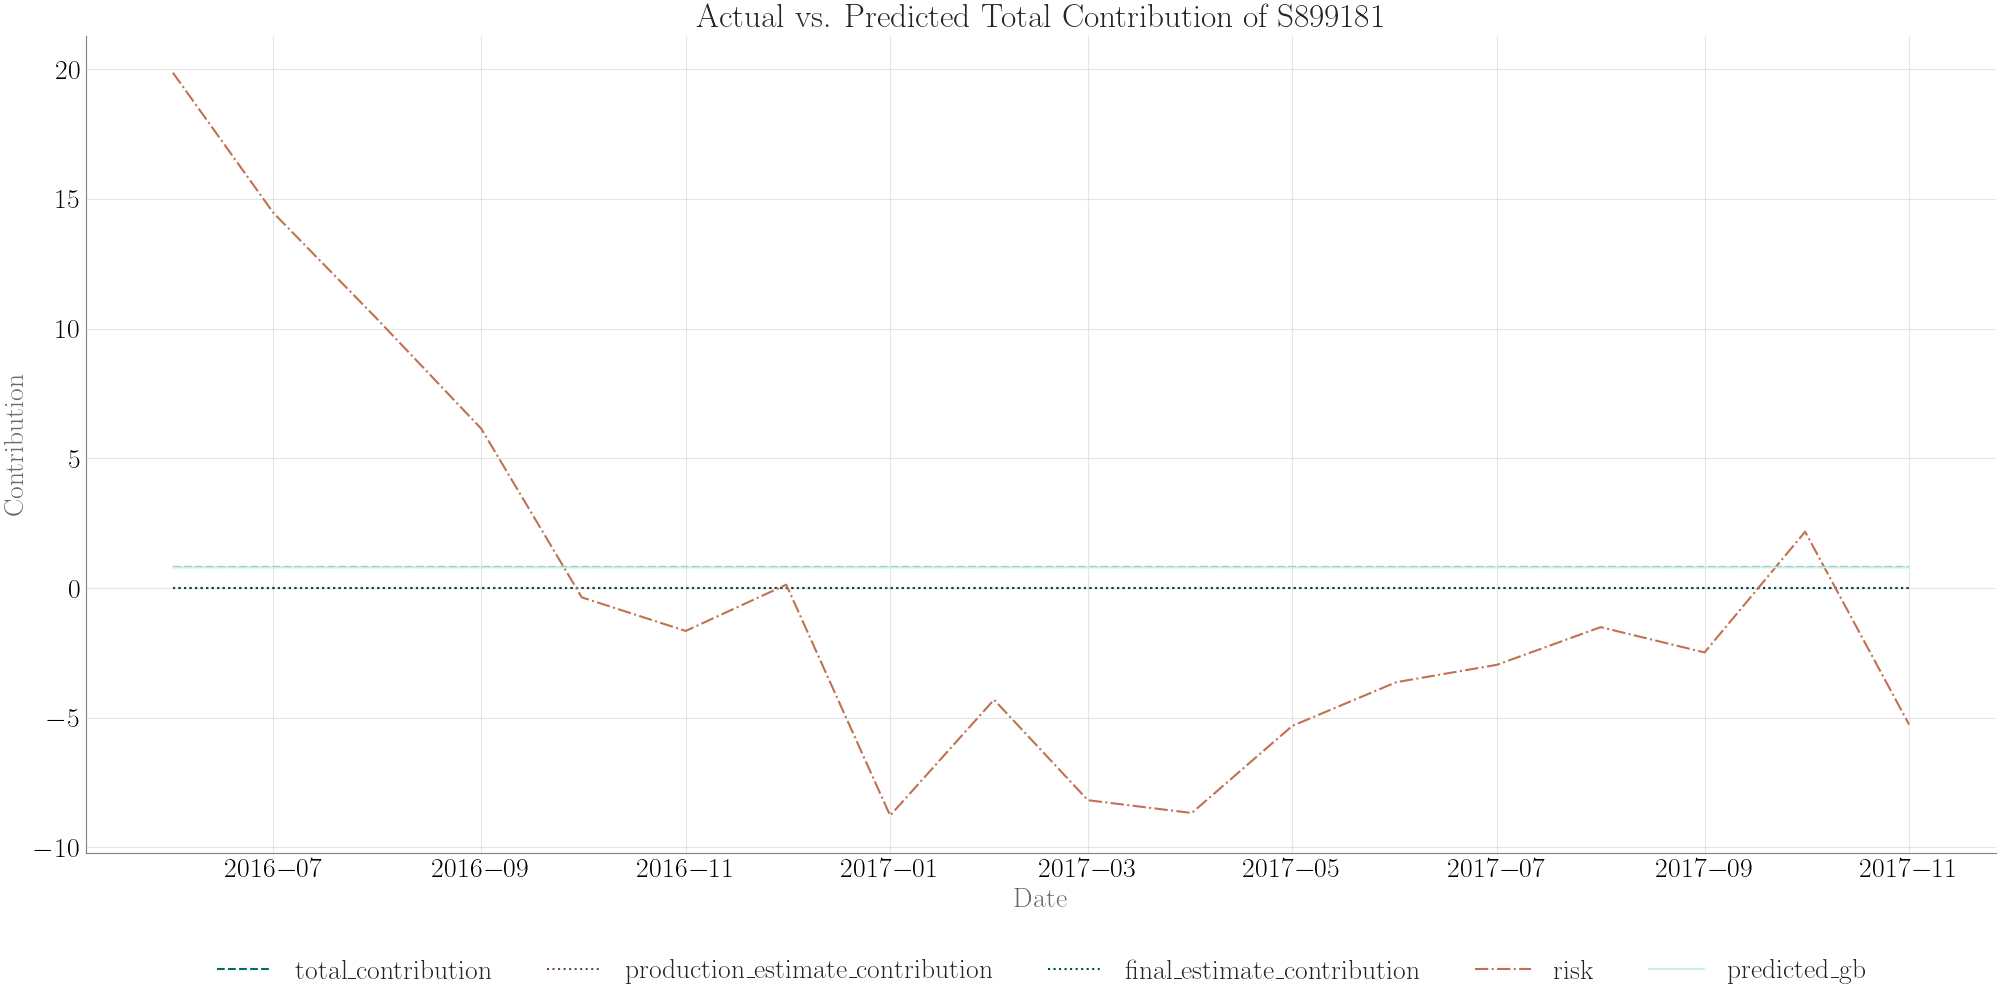 Actual vs. Predicted Total Contribution of S899181
20
15
10
5
0
−5
−10
Contribution
2016−07 2016−09 2016−11 2017−01 2017−03 2017−05 2017−07 2017−09 2017−11
Date
total_contribution production_estimate_contribution final_estimate_contribution risk predicted_gb